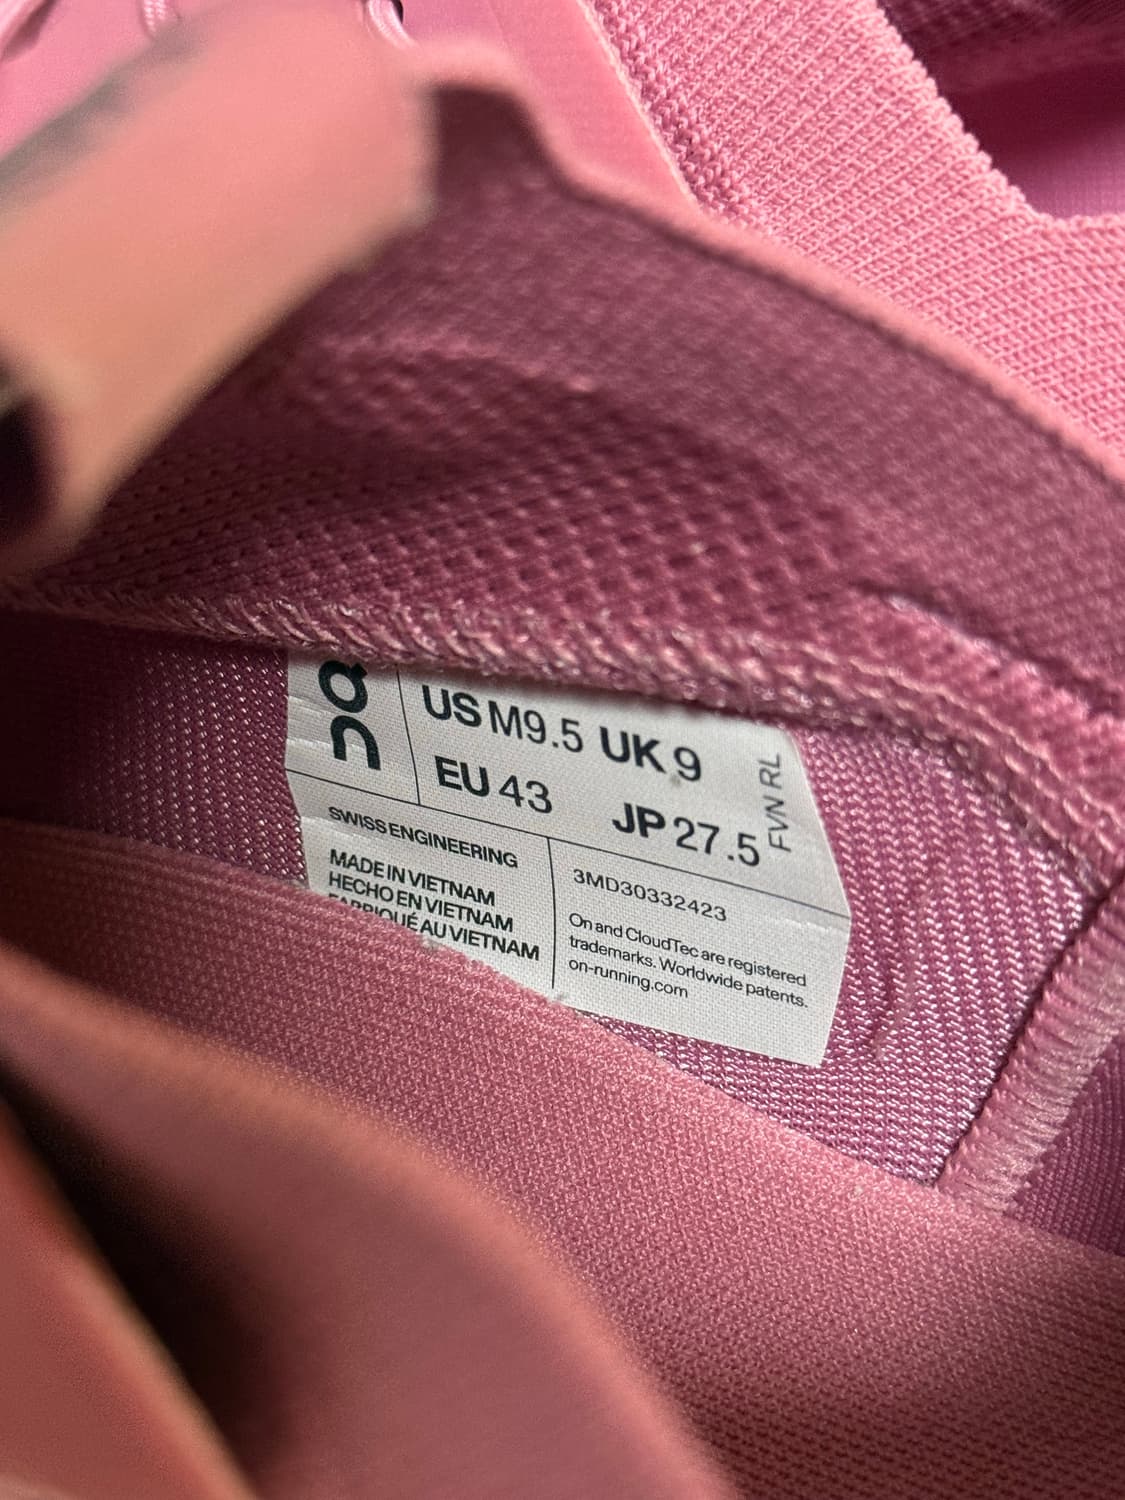 on
US M9.5 UK 9
EU 43 JP 27.5
FVN RL
SWISS ENGINEERING
MADE IN VIETNAM
HECHO EN VIETNAM
FABRIQUÉ AU VIETNAM
3MD30332423
On and CloudTec are registered
trademarks. Worldwide patents.
on-running.com